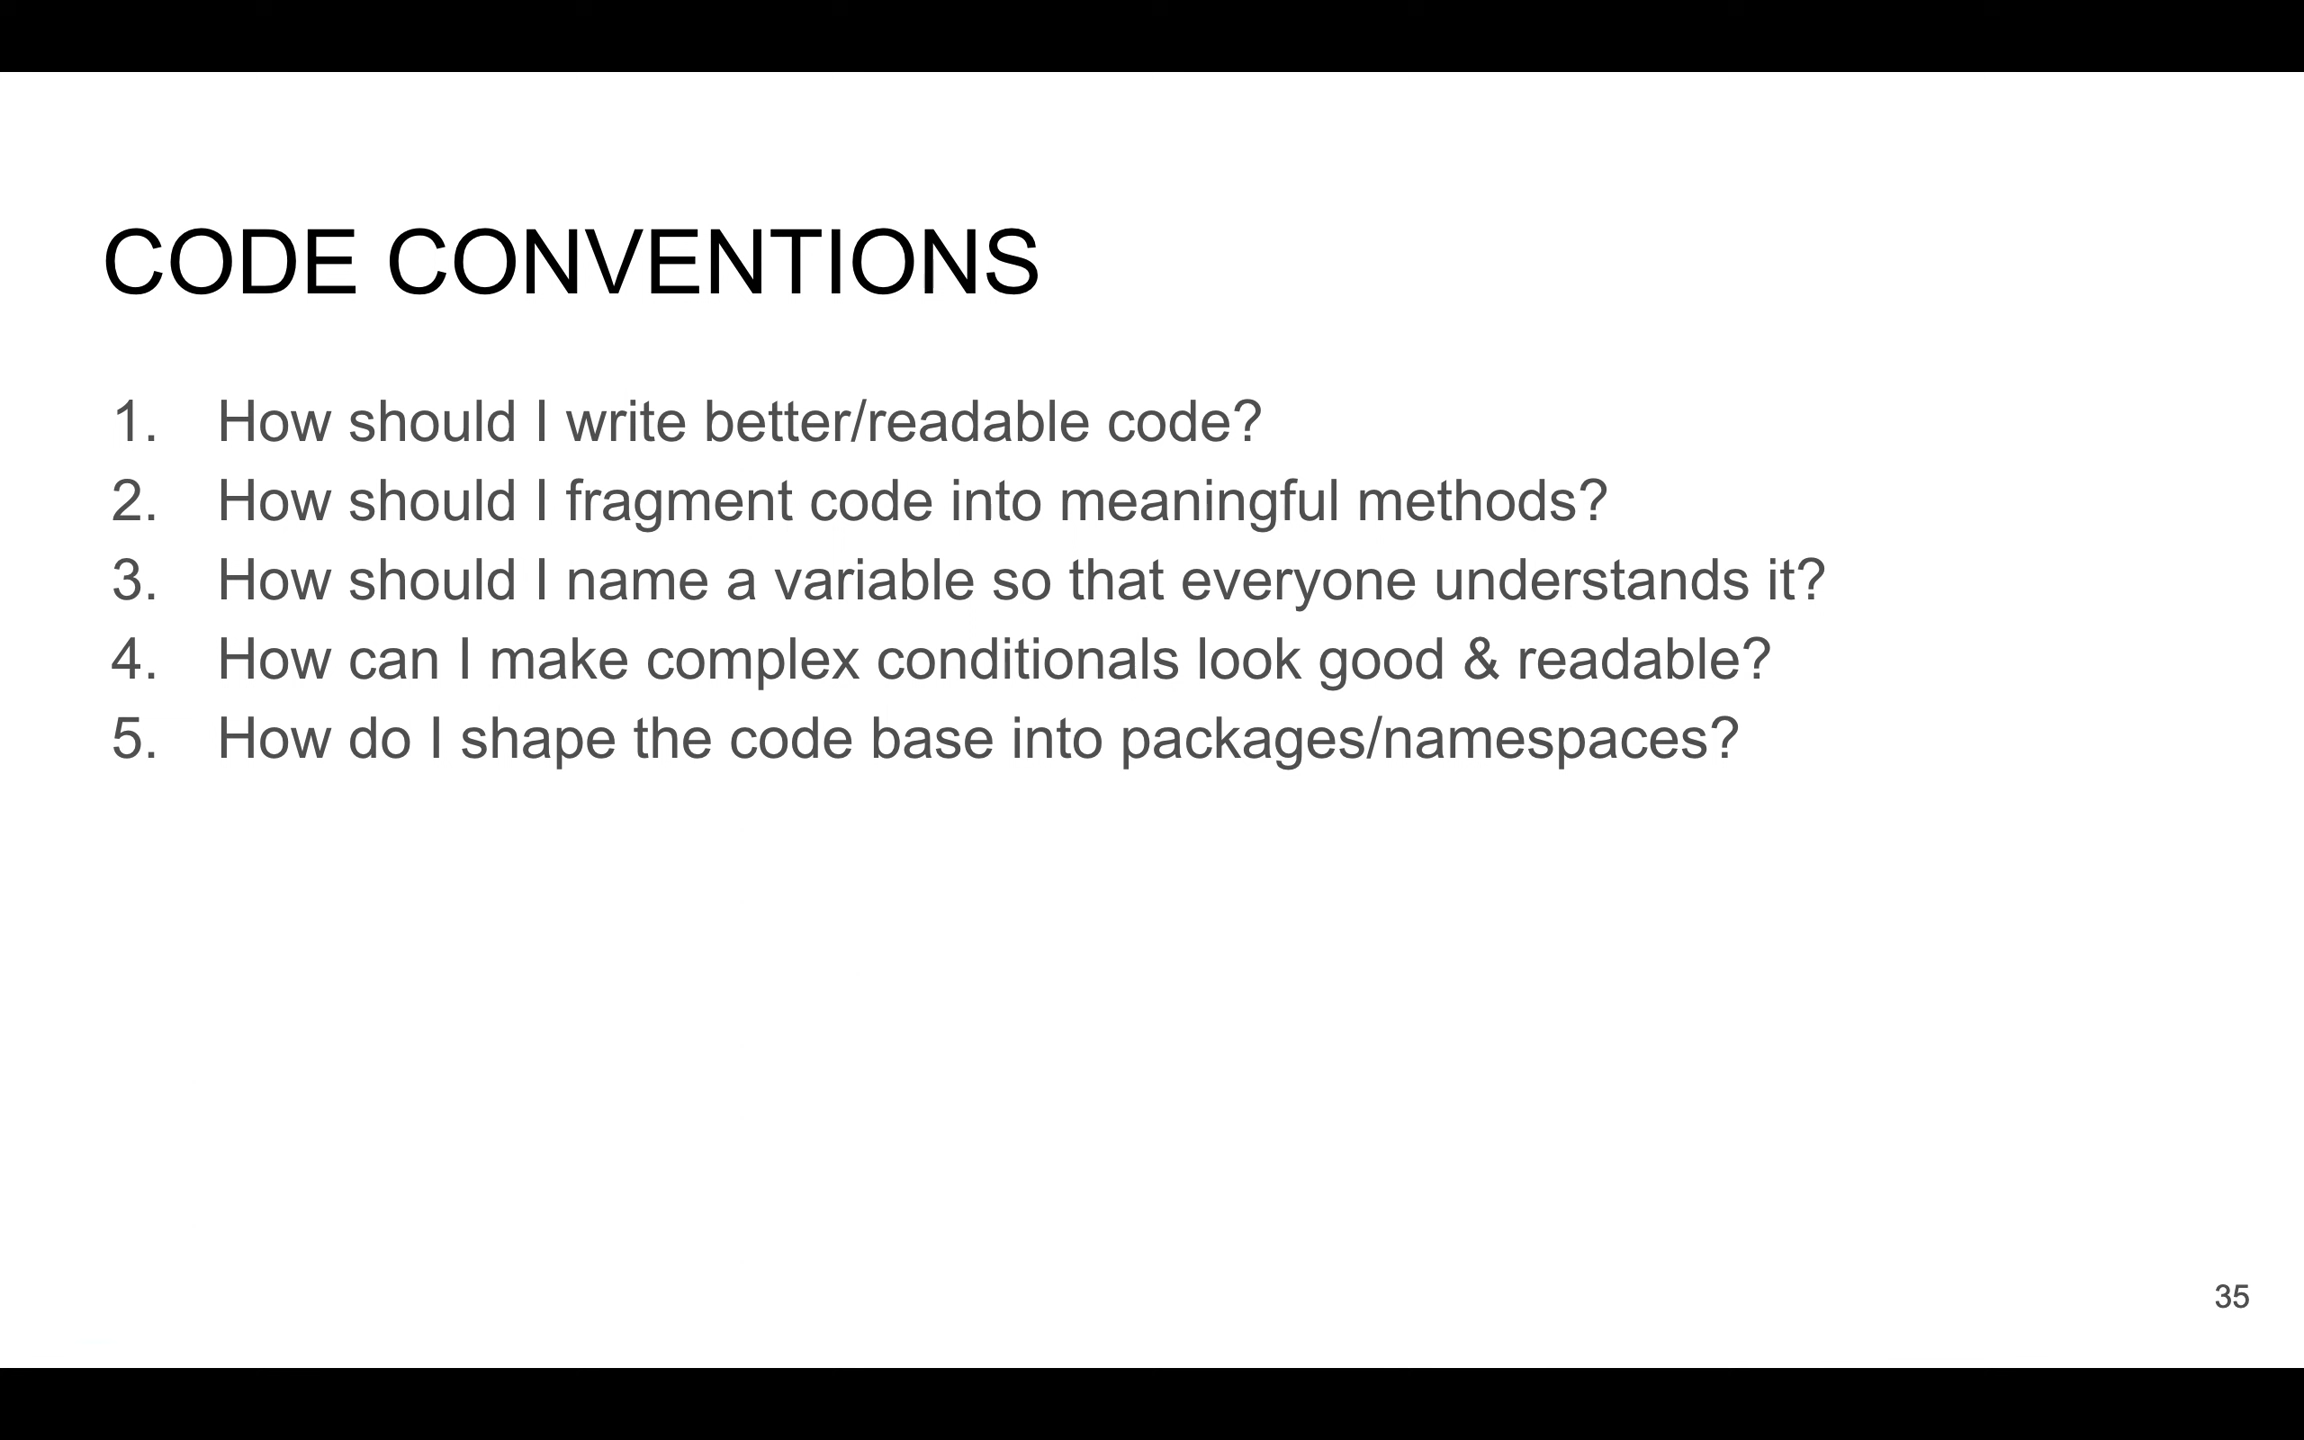 CODE CONVENTIONS
1. How should I write better/readable code?
2. How should I fragment code into meaningful methods?
3. How should I name a variable so that everyone understands it?
4. How can I make complex conditionals look good & readable?
5. How do I shape the code base into packages/namespaces?
35